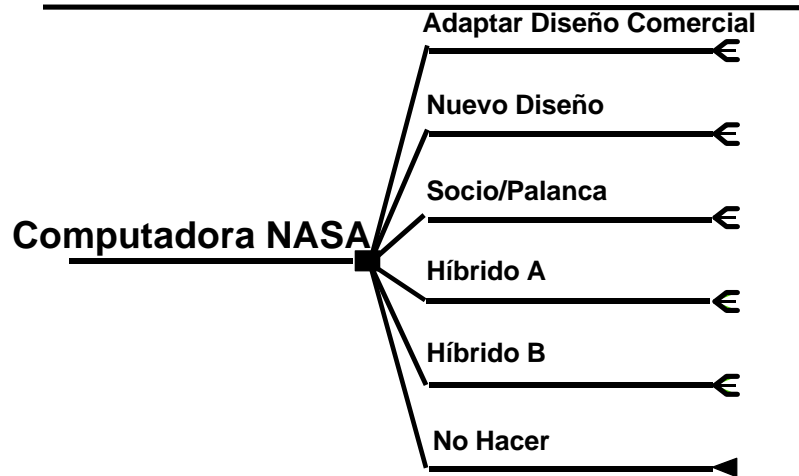 Adaptar Diseño Comercial
Nuevo Diseño
Socio/Palanca
Computadora NASA
Híbrido A
Híbrido B
No Hacer